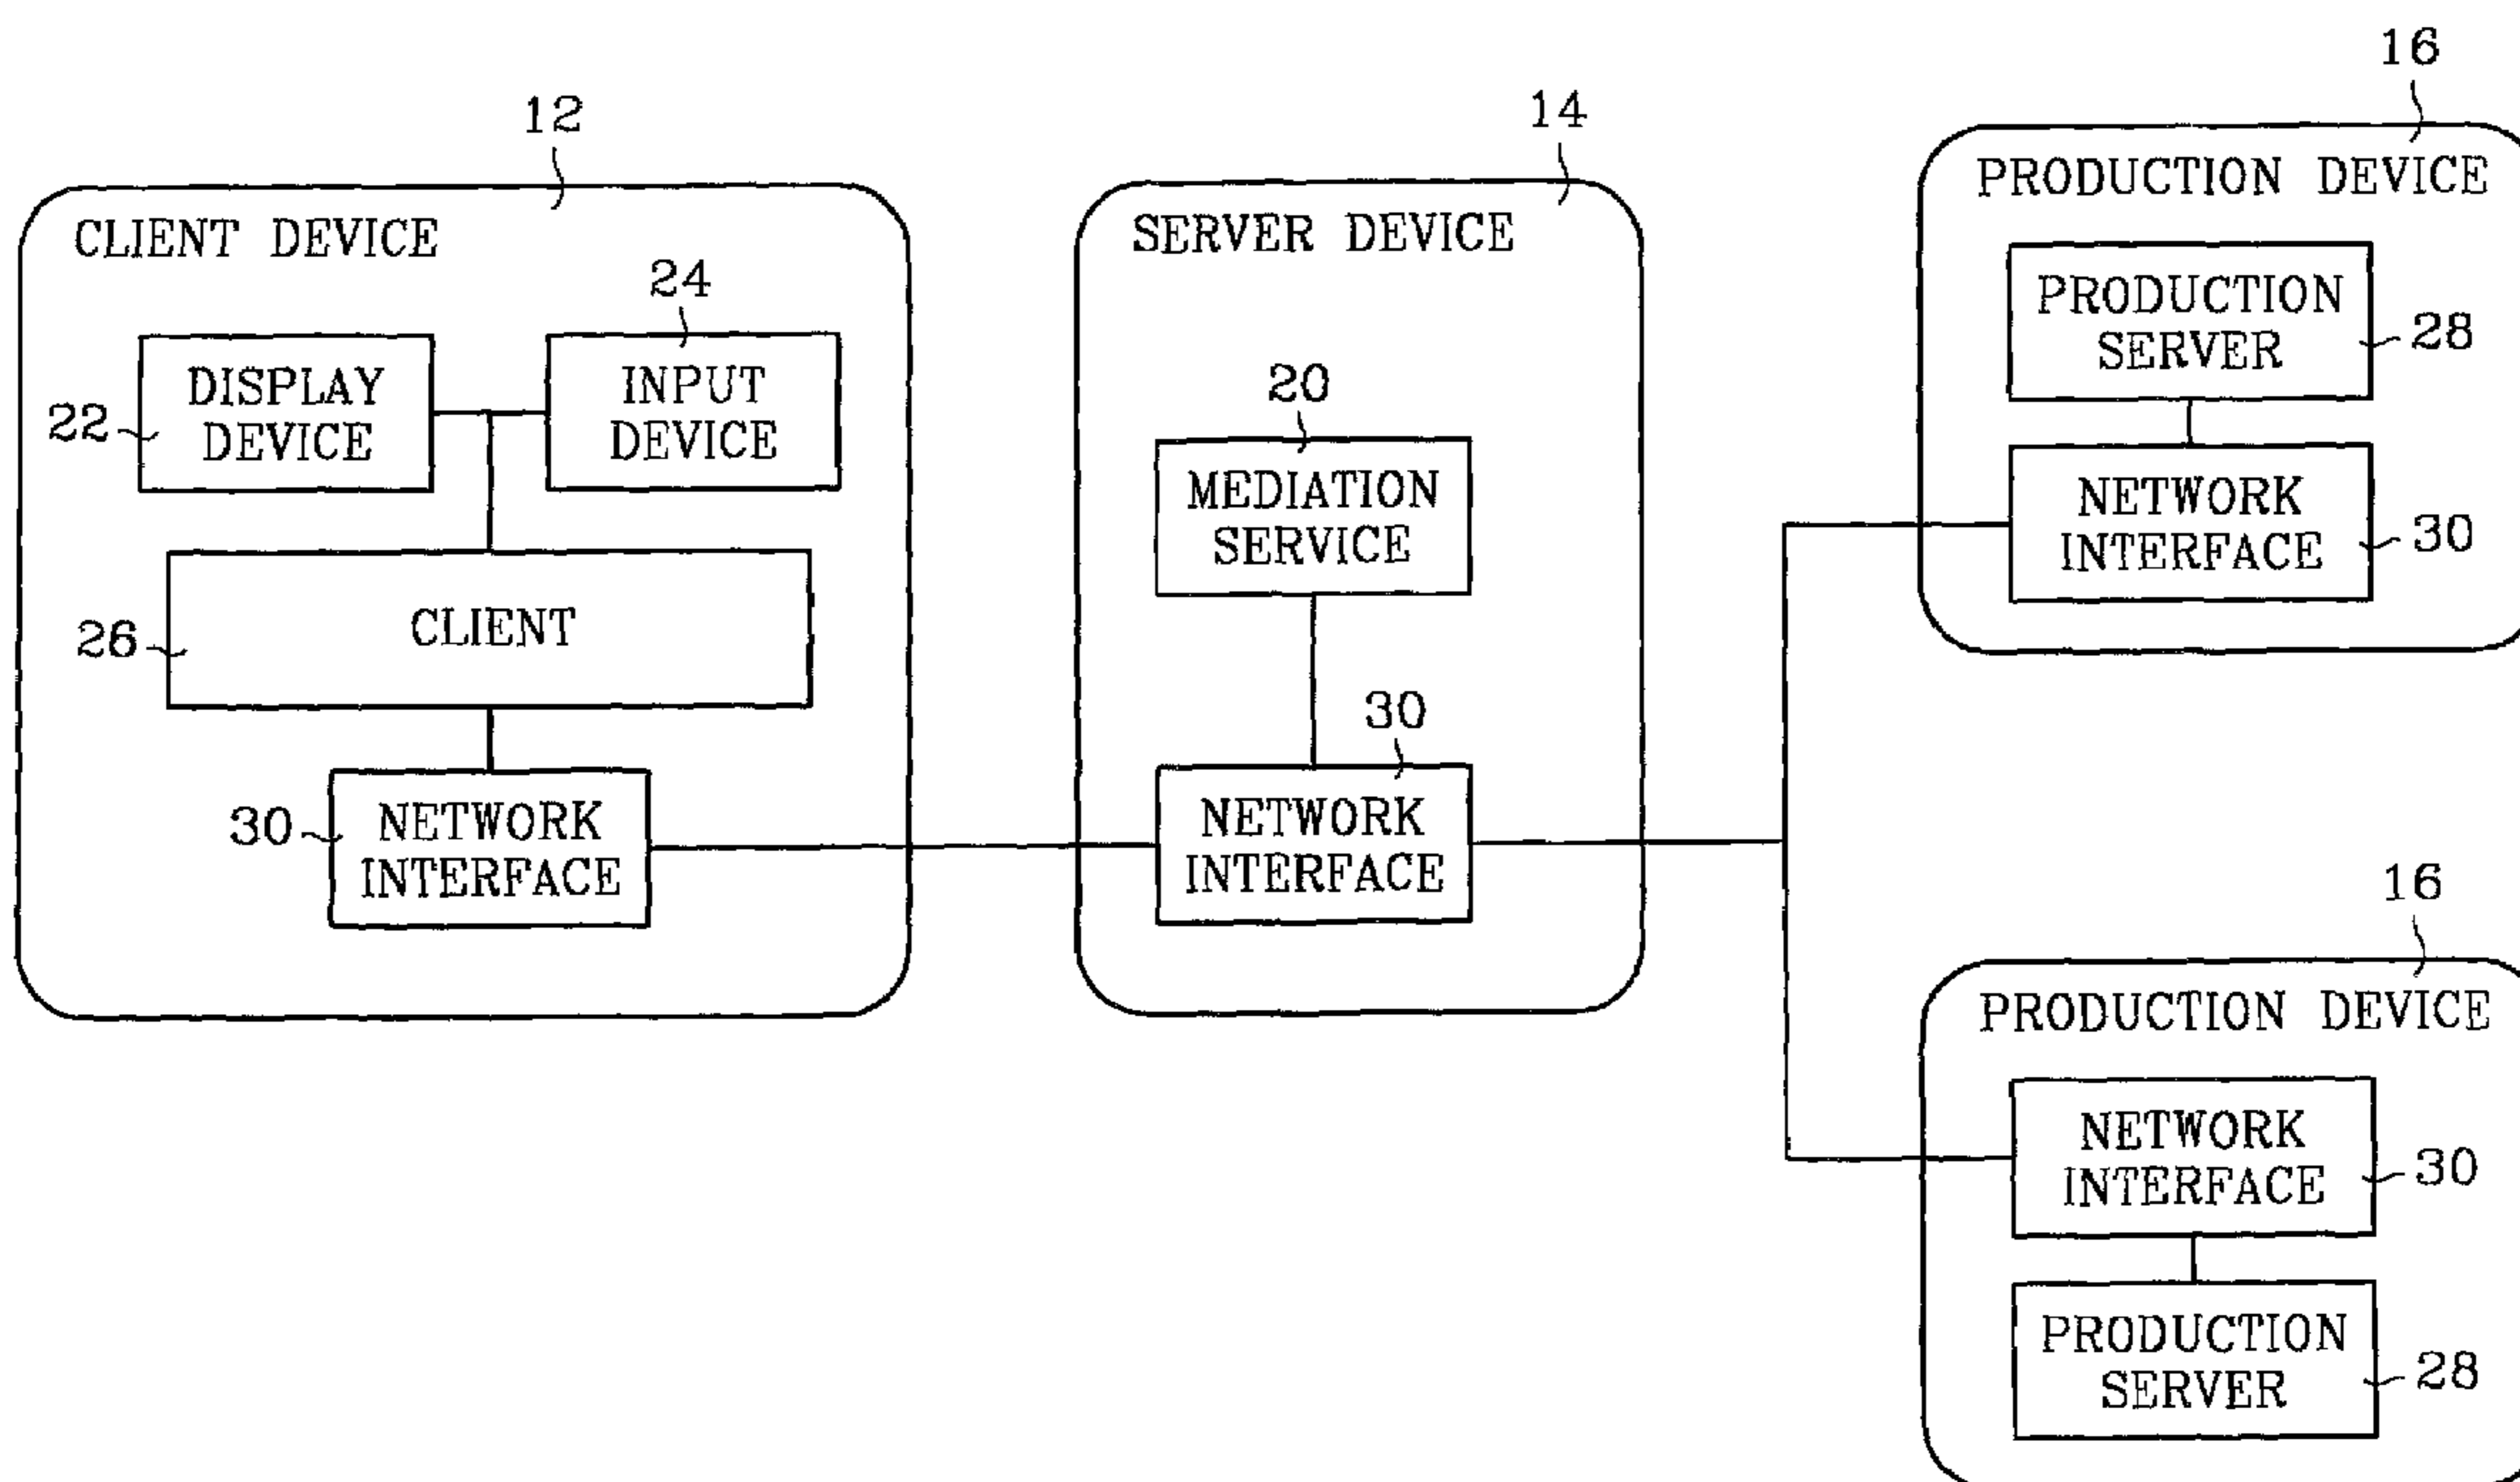 12
CLIENT DEVICE
24
DISPLAY
DEVICE
22
INPUT
DEVICE
26
CLIENT
30
NETWORK
INTERFACE
14
SERVER DEVICE
20
MEDIATION
SERVICE
30
NETWORK
INTERFACE
16
PRODUCTION DEVICE
PRODUCTION
SERVER
28
NETWORK
INTERFACE
30
16
PRODUCTION DEVICE
NETWORK
INTERFACE
30
PRODUCTION
SERVER
28